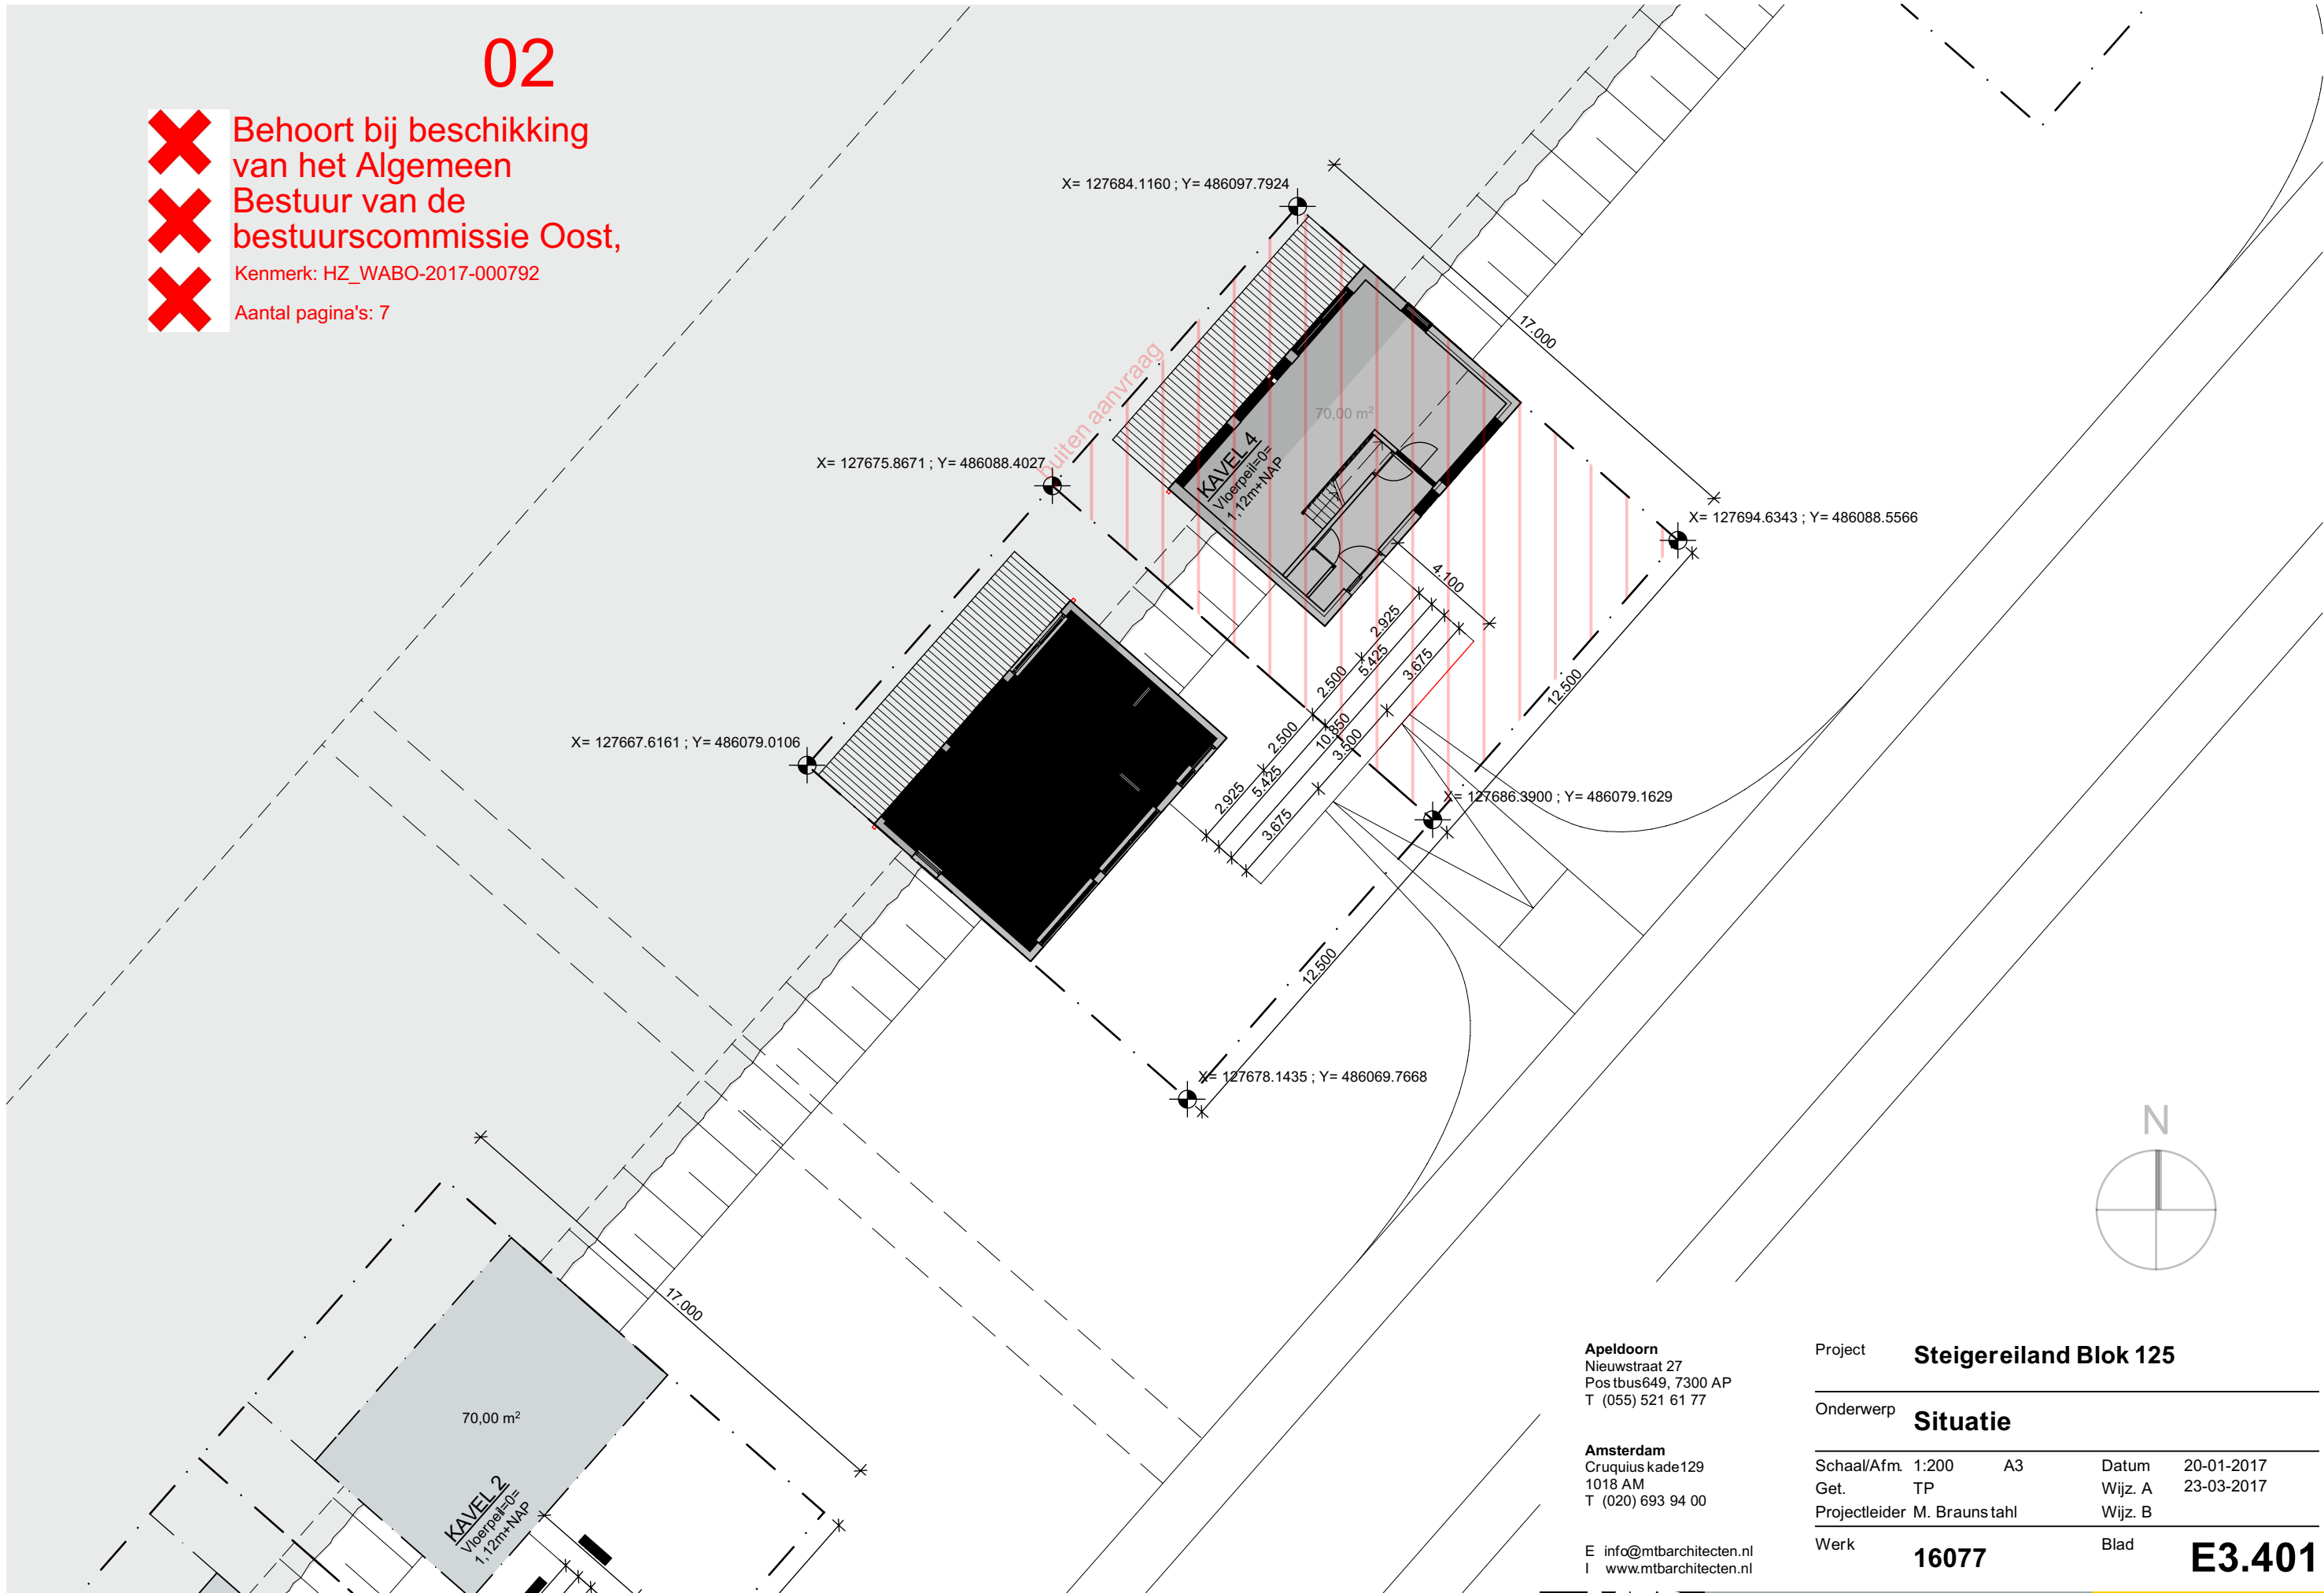 02
Behoort bij beschikking
van het Algemeen
Bestuur van de
bestuurscommissie Oost,
Kenmerk: HZ_WABO-2017-000792
Aantal pagina's: 7
X= 127684.1160 ; Y= 486097.7924
17.000
buiten aanvraag
70,00 m²
KAVEL 4
Vloerpeil=0=
1,12m+NAP
X= 127675.8671 ; Y= 486088.4027
X= 127694.6343 ; Y= 486088.5566
4.100
2.925
5.425
3.675
2.500
12.500
10.850
2.500
3.500
X= 127667.6161 ; Y= 486079.0106
2.925
5.425
3.675
X= 127686.3900 ; Y= 486079.1629
12.500
X= 127678.1435 ; Y= 486069.7668
N
17.000
70,00 m²
KAVEL 2
Vloerpeil=0=
1,12m+NAP
Apeldoorn
Nieuwstraat 27
Postbus649, 7300 AP
T (055) 521 61 77
Amsterdam
Cruquiuskade129
1018 AM
T (020) 693 94 00
E info@mtbarchitecten.nl
I www.mtbarchitecten.nl
Project Steigereiland Blok 125
Onderwerp Situatie
Schaal/Afm. 1:200 A3 Datum 20-01-2017
Get. TP Wijz. A 23-03-2017
Projectleider M. Braunstahl Wijz. B
Werk 16077 Blad E3.401